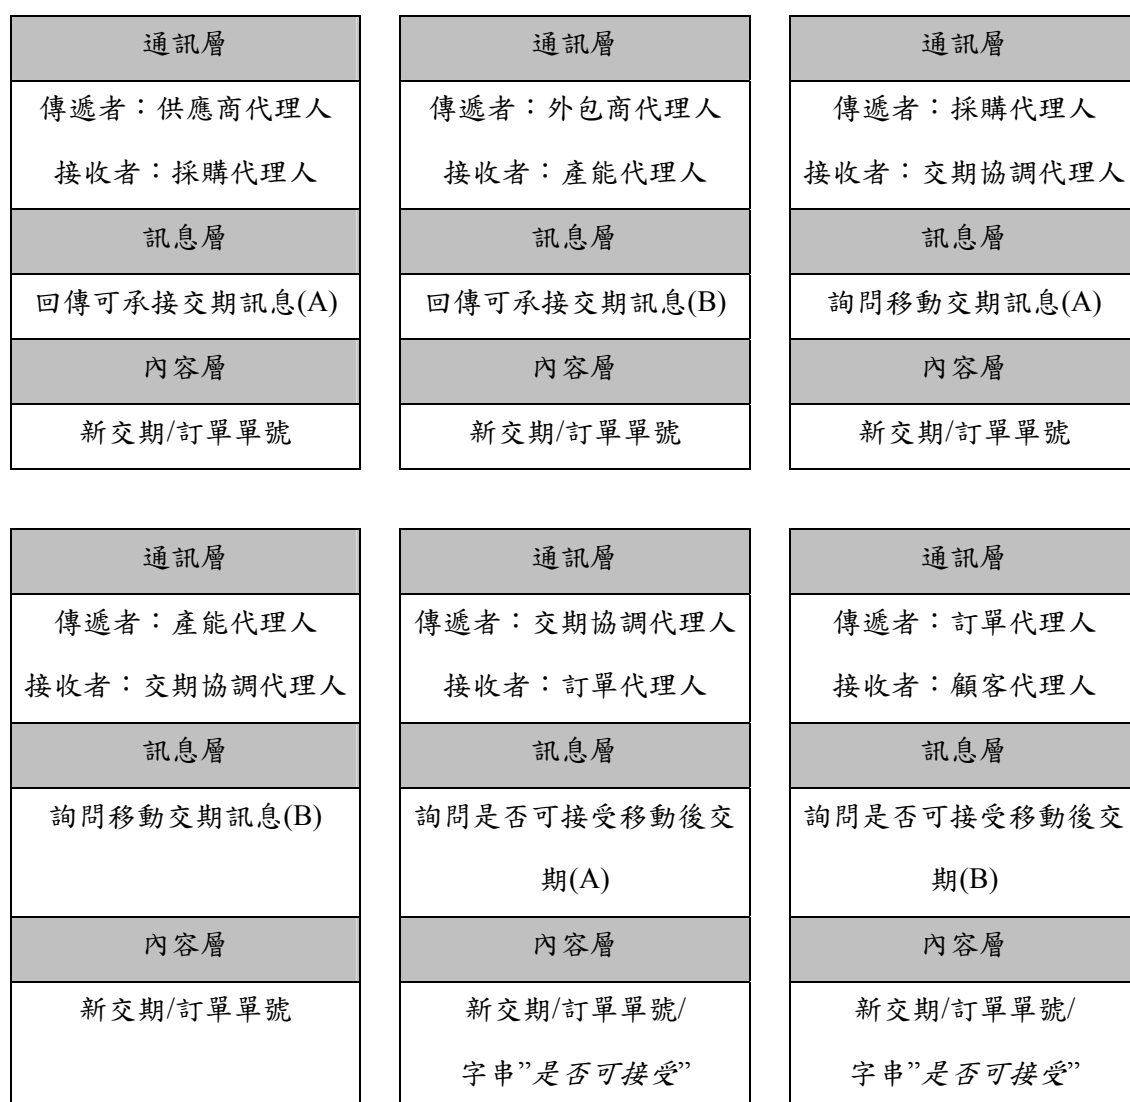 通訊層
傳遞者：供應商代理人
接收者：採購代理人
訊息層
回傳可承接交期訊息(A)
內容層
新交期/訂單單號
通訊層
傳遞者：外包商代理人
接收者：產能代理人
訊息層
回傳可承接交期訊息(B)
內容層
新交期/訂單單號
通訊層
傳遞者：採購代理人
接收者：交期協調代理人
訊息層
詢問移動交期訊息(A)
內容層
新交期/訂單單號
通訊層
傳遞者：產能代理人
接收者：交期協調代理人
訊息層
詢問移動交期訊息(B)
內容層
新交期/訂單單號
通訊層
傳遞者：交期協調代理人
接收者：訂單代理人
訊息層
詢問是否可接受移動後交
期(A)
內容層
新交期/訂單單號/
字串”是否可接受”
通訊層
傳遞者：訂單代理人
接收者：顧客代理人
訊息層
詢問是否可接受移動後交
期(B)
內容層
新交期/訂單單號/
字串”是否可接受”